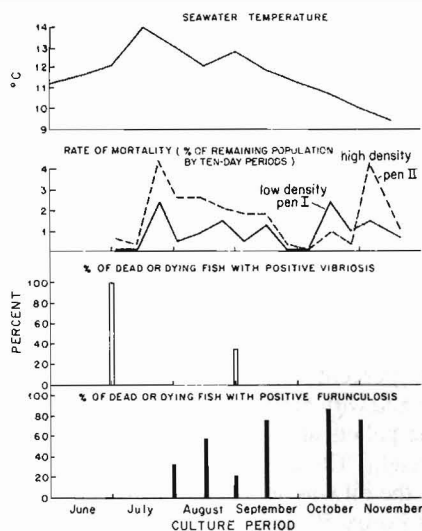 SEAWATER TEMPERATURE
14
13
12
11
10
9
°C
RATE OF MORTALITY (% OF REMAINING POPULATION
BY TEN-DAY PERIODS)
high density
pen II
low density
pen I
4
3
2
1
% OF DEAD OR DYING FISH WITH POSITIVE VIBRIOSIS
100
80
60
40
20
0
PERCENT
% OF DEAD OR DYING FISH WITH POSITIVE FURUNCULOSIS
100
80
60
40
20
0
June July August September October November
CULTURE PERIOD